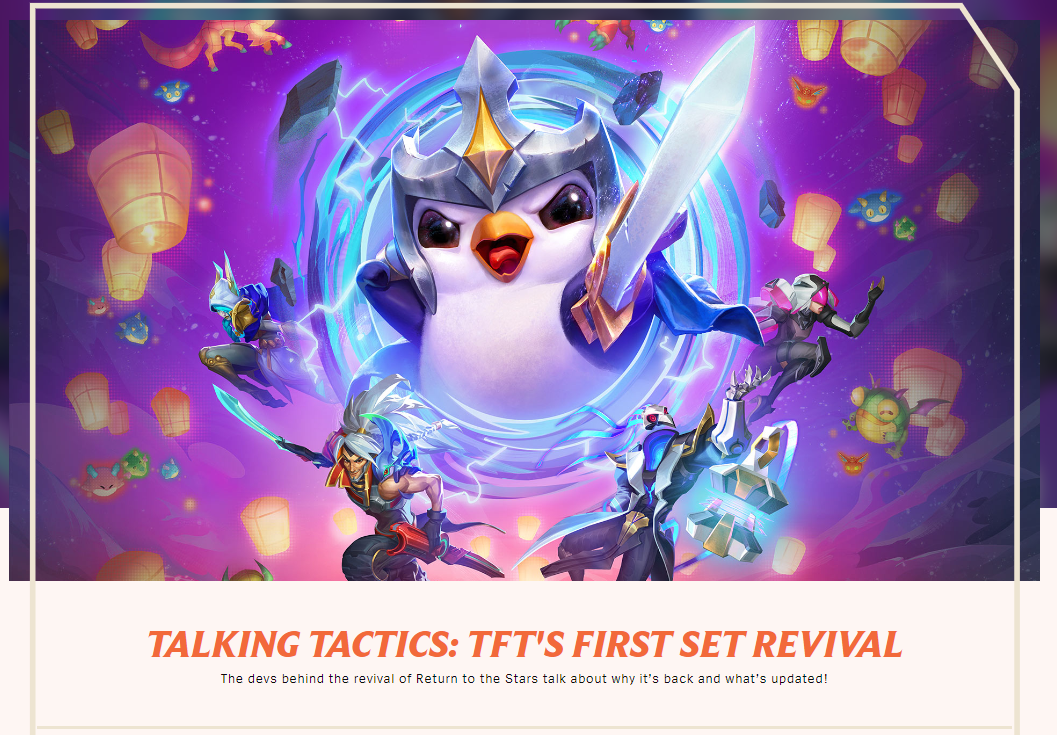 TALKING TACTICS: TFT'S FIRST SET REVIVAL
The devs behind the revival of Return to the Stars talk about why it’s back and what’s updated!